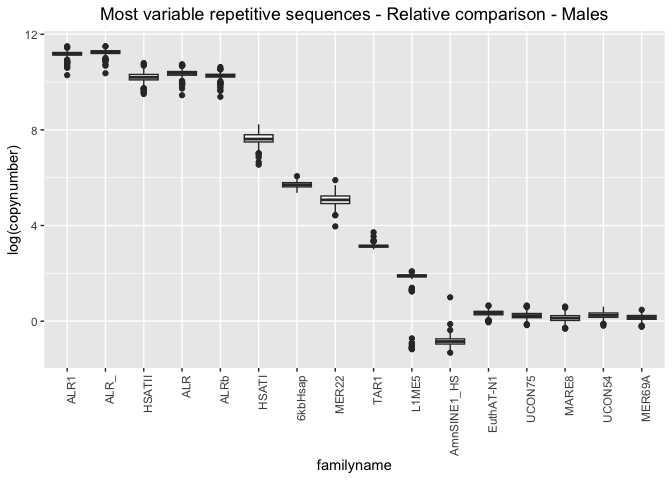 Most variable repetitive sequences - Relative comparison - Males
log(copynumber)
12
8
4
0
ALR1
ALR_
HSATII
ALR
ALRb
HSATI
6kbHsap
MER22
TAR1
L1ME5
AmnSINE1_HS
EuthAT-N1
UCON75
MARE8
UCON54
MER69A
familyname